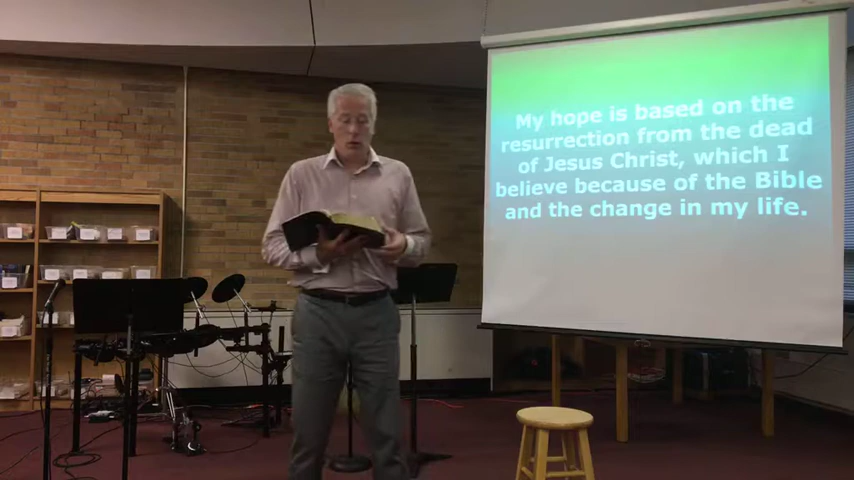 My hope is based on the
resurrection from the dead
of Jesus Christ, which I
believe because of the Bible
and the change in my life.